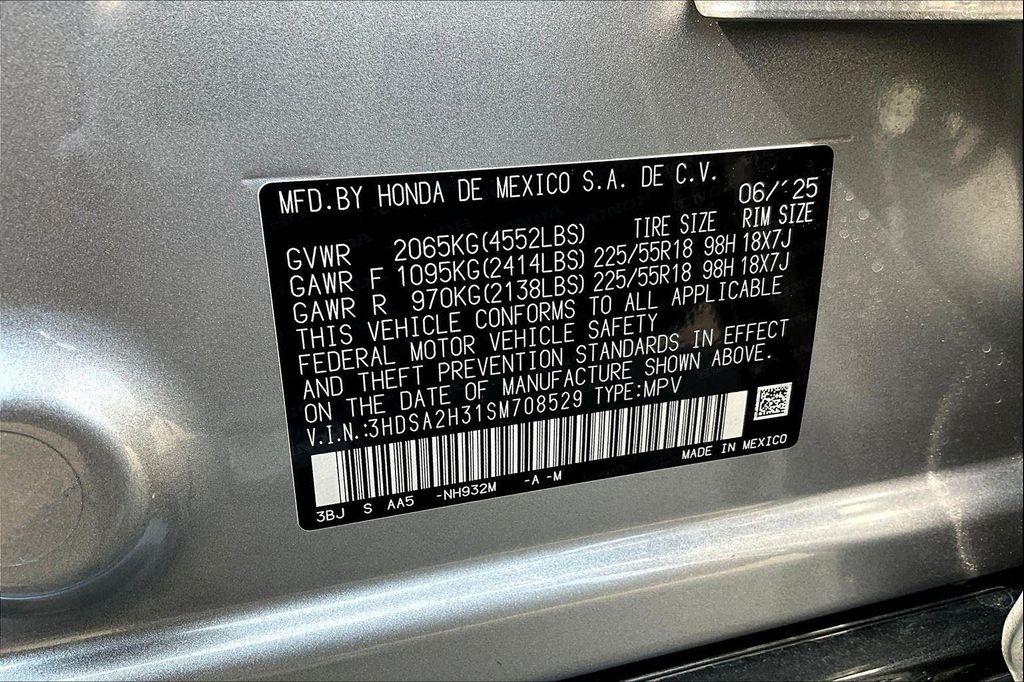 MFD.BY HONDA DE MEXICO S.A. DE C.V. 06/'25
TIRE SIZE RIM SIZE
GVWR 2065KG(4552LBS)
GAWR F 1095KG(2414LBS) 225/55R18 98H 18X7J
GAWR R 970KG(2138LBS) 225/55R18 98H 18X7J
THIS VEHICLE CONFORMS TO ALL APPLICABLE
FEDERAL MOTOR VEHICLE SAFETY
AND THEFT PREVENTION STANDARDS IN EFFECT
ON THE DATE OF MANUFACTURE SHOWN ABOVE.
V.I.N.:3HDSA2H31SM708529 TYPE:MPV
MADE IN MEXICO
3BJ S AA5 -NH932M -A -M